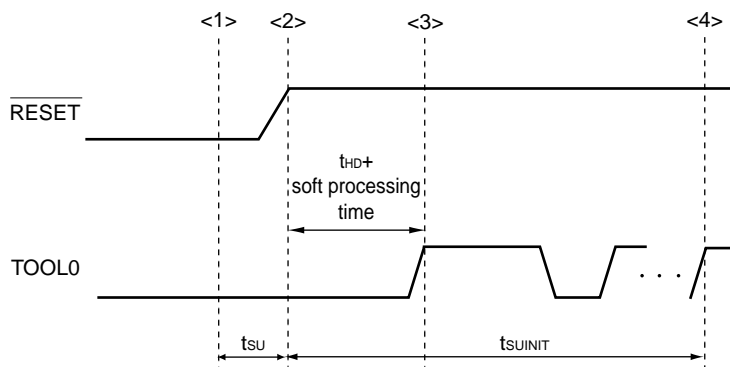 <1> <2> <3> <4>
RESET
tHD+
soft processing
time
TOOL0
tSU tSUINIT
. . .